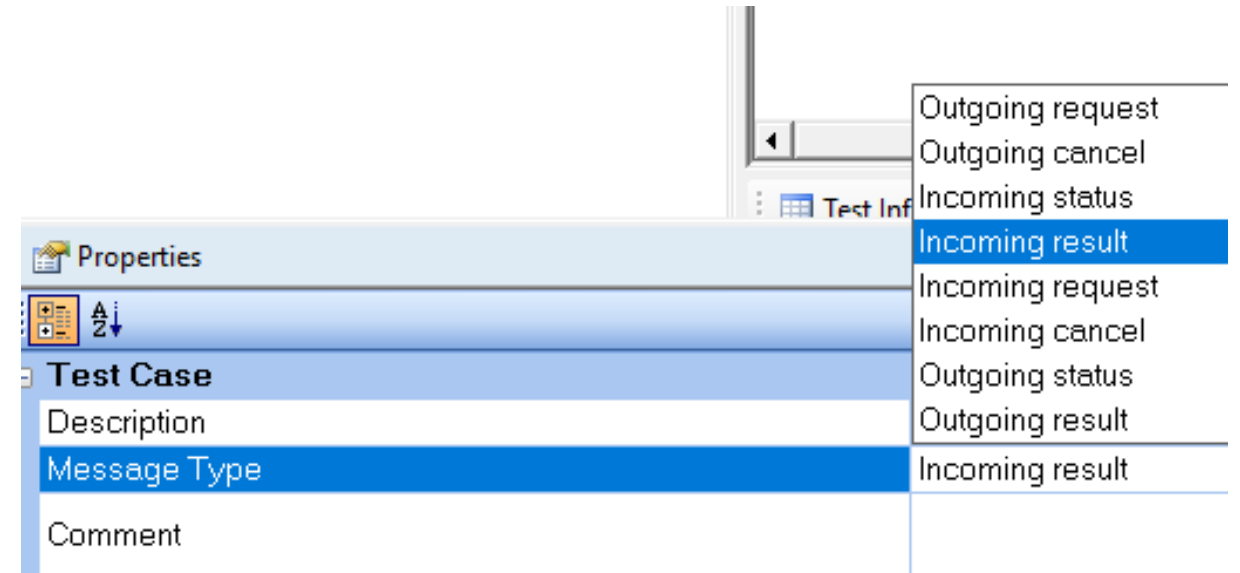 Outgoing request
Outgoing cancel
Incoming status
Incoming result
Incoming request
Incoming cancel
Outgoing status
Outgoing result
Test Inf
Properties
A
Z
Test Case
Description
Message Type Incoming result
Comment